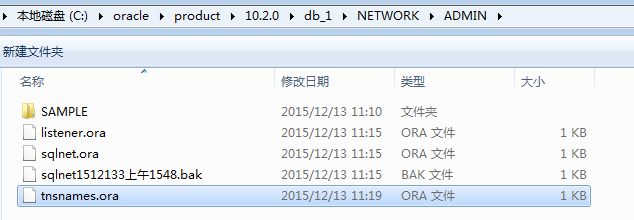 本地磁盘 (C:) ▸ oracle ▸ product ▸ 10.2.0 ▸ db_1 ▸ NETWORK ▸ ADMIN ▸
新建文件夹
名称 修改日期 类型 大小
SAMPLE 2015/12/13 11:10 文件夹
listener.ora 2015/12/13 11:15 ORA 文件 1 KB
sqlnet.ora 2015/12/13 11:15 ORA 文件 1 KB
sqlnet1512133上午1548.bak 2015/12/13 11:15 BAK 文件 1 KB
tnsnames.ora 2015/12/13 11:19 ORA 文件 1 KB